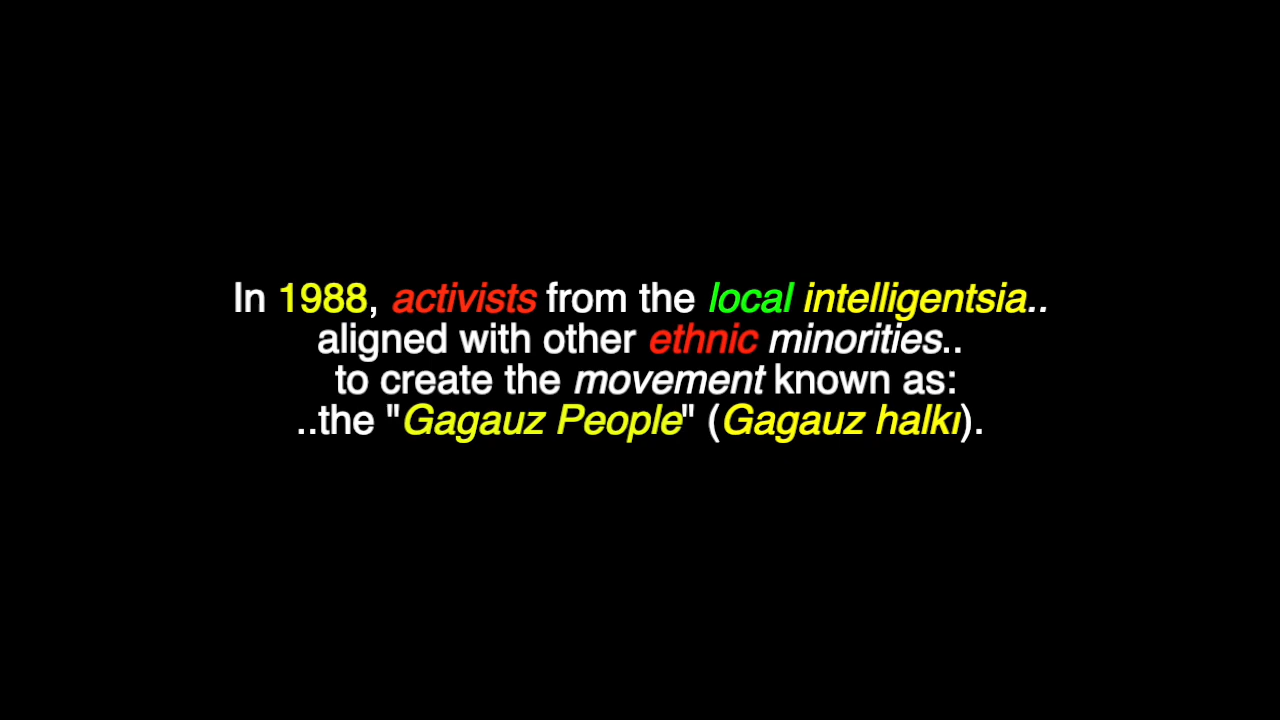 In 1988, activists from the local intelligentsia..
aligned with other ethnic minorities..
to create the movement known as:
..the "Gagauz People" (Gagauz halkı).